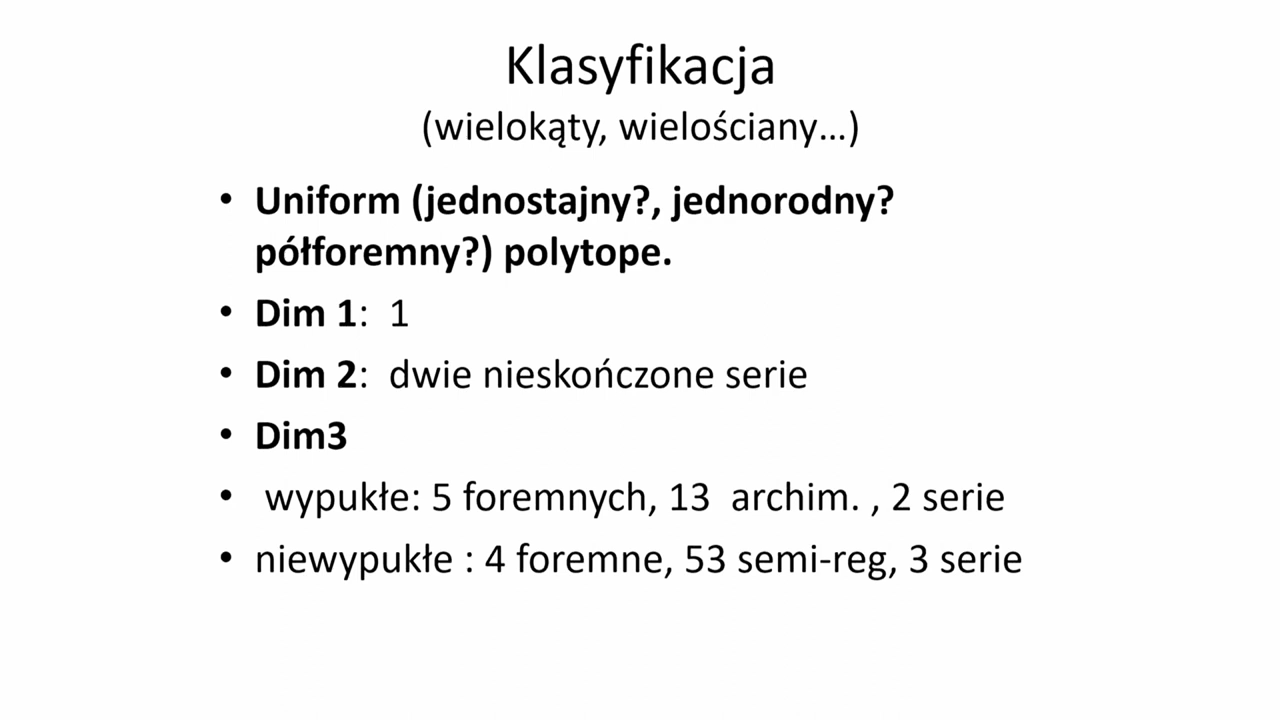 Klasyfikacja
(wielokąty, wielościany...)
• Uniform (jednostajny?, jednorodny?
półforemny?) polytope.
• Dim 1:  1
• Dim 2:  dwie nieskończone serie
• Dim3
•  wypukłe: 5 foremnych, 13  archim. , 2 serie
• niewypukłe : 4 foremne, 53 semi-reg, 3 serie